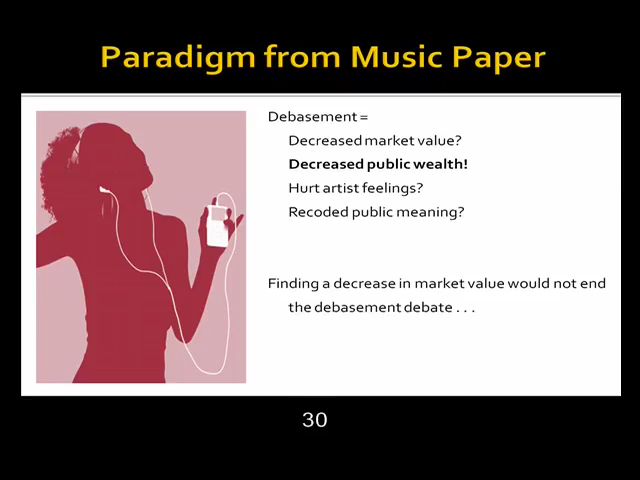 Paradigm from Music Paper
Debasement =
Decreased market value?
Decreased public wealth!
Hurt artist feelings?
Recoded public meaning?
Finding a decrease in market value would not end
the debasement debate . . .
30